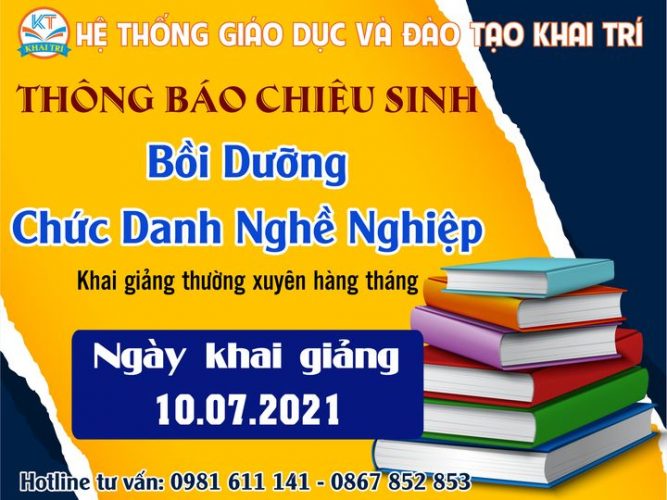 KT
KHAI TRÍ
HỆ THỐNG GIÁO DỤC VÀ ĐÀO TẠO KHAI TRÍ
THÔNG BÁO CHIÊU SINH
Bồi Dưỡng
Chức Danh Nghề Nghiệp
Khai giảng thường xuyên hàng tháng
Ngày khai giảng
10.07.2021
Hotline tư vấn: 0981 611 141 - 0867 852 853